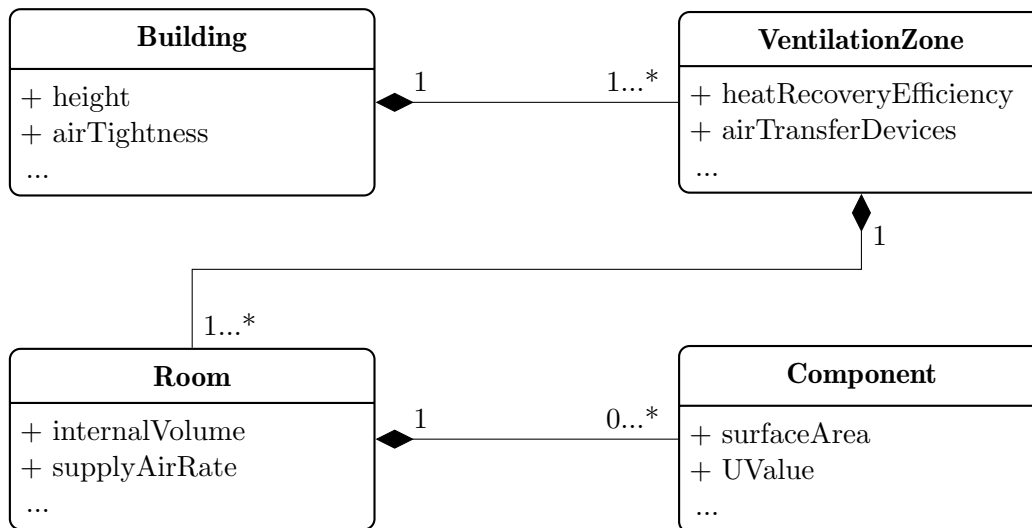 Building
+ height
+ airTightness
...
1
1...*
VentilationZone
+ heatRecoveryEfficiency
+ airTransferDevices
...
1
1...*
Room
+ internalVolume
+ supplyAirRate
...
1
0...*
Component
+ surfaceArea
+ UValue
...